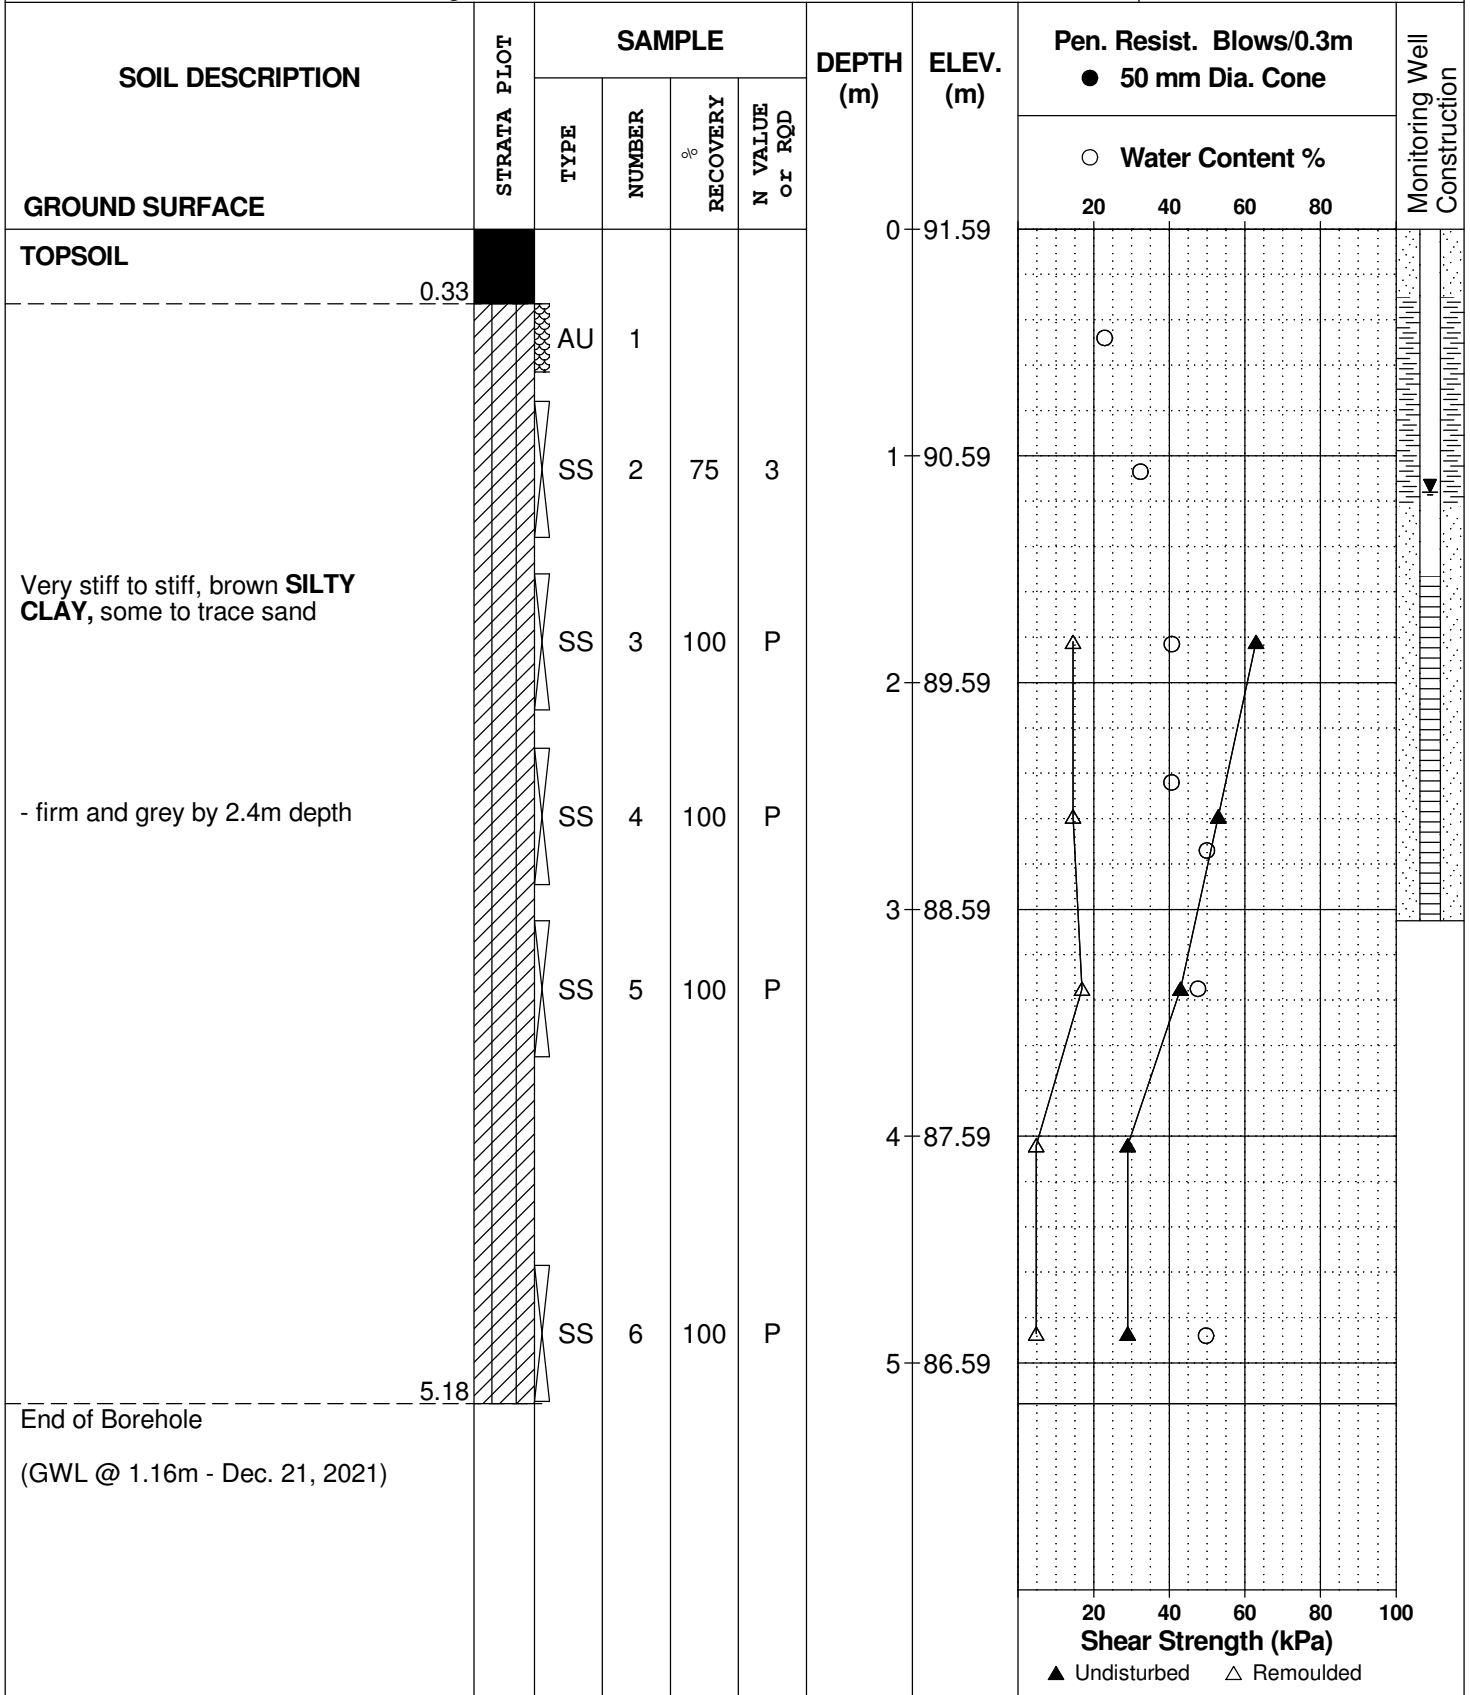 SOIL DESCRIPTION
GROUND SURFACE
STRATA PLOT
SAMPLE
TYPE
NUMBER
% RECOVERY
N VALUE or RQD
DEPTH (m)
ELEV. (m)
Pen. Resist. Blows/0.3m
● 50 mm Dia. Cone
○ Water Content %
20 40 60 80
Monitoring Well Construction
0 91.59
TOPSOIL
0.33
AU 1
1 90.59
SS 2 75 3
Very stiff to stiff, brown SILTY
CLAY, some to trace sand
SS 3 100 P
2 89.59
- firm and grey by 2.4m depth
SS 4 100 P
3 88.59
SS 5 100 P
4 87.59
SS 6 100 P
5 86.59
5.18
End of Borehole
(GWL @ 1.16m - Dec. 21, 2021)
20 40 60 80 100
Shear Strength (kPa)
▲ Undisturbed △ Remoulded